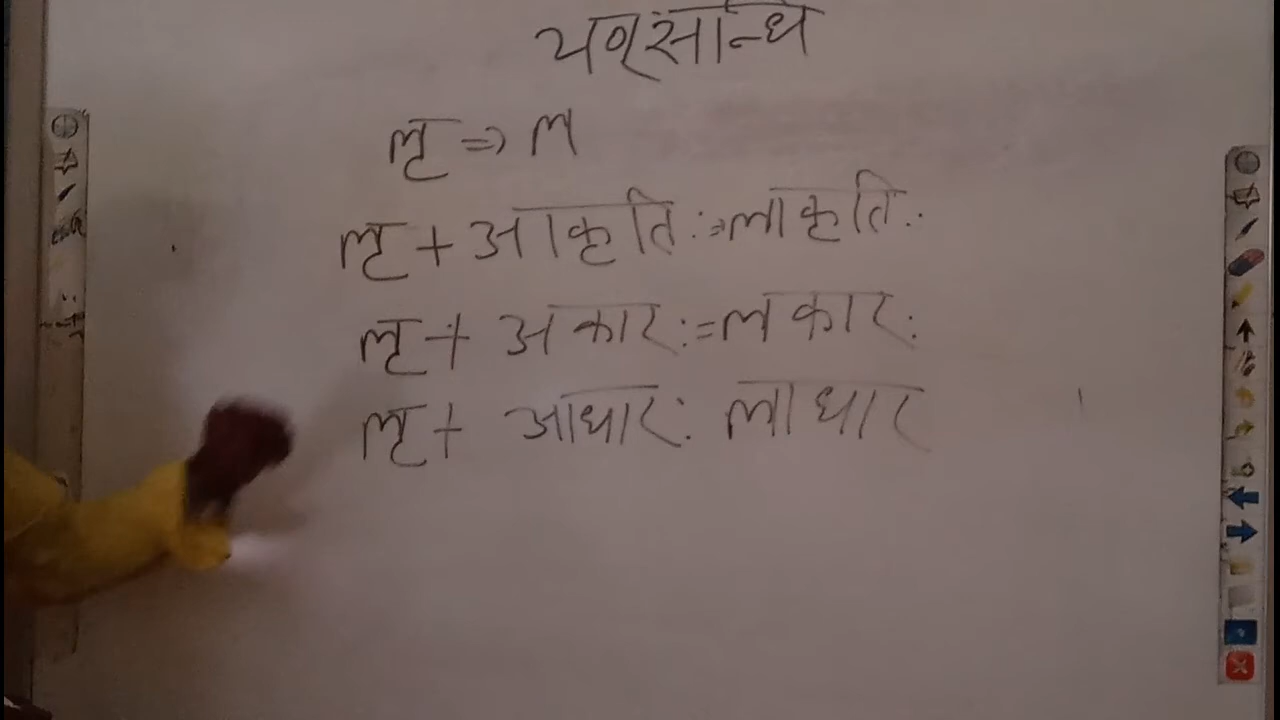 यण् सन्धि
लृ => ल
लृ + आकृति: => लाकृति:
लृ + अकार: = लकार:
लृ + आधार: लाधार